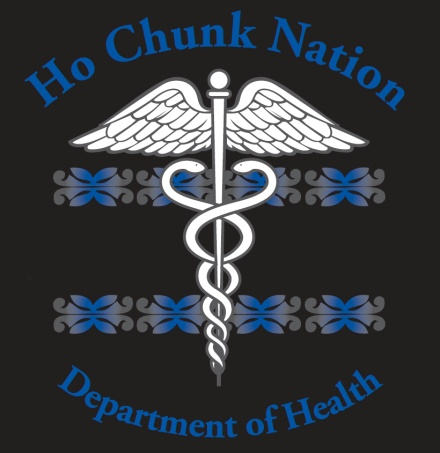 Ho Chunk Nation
Department of Health